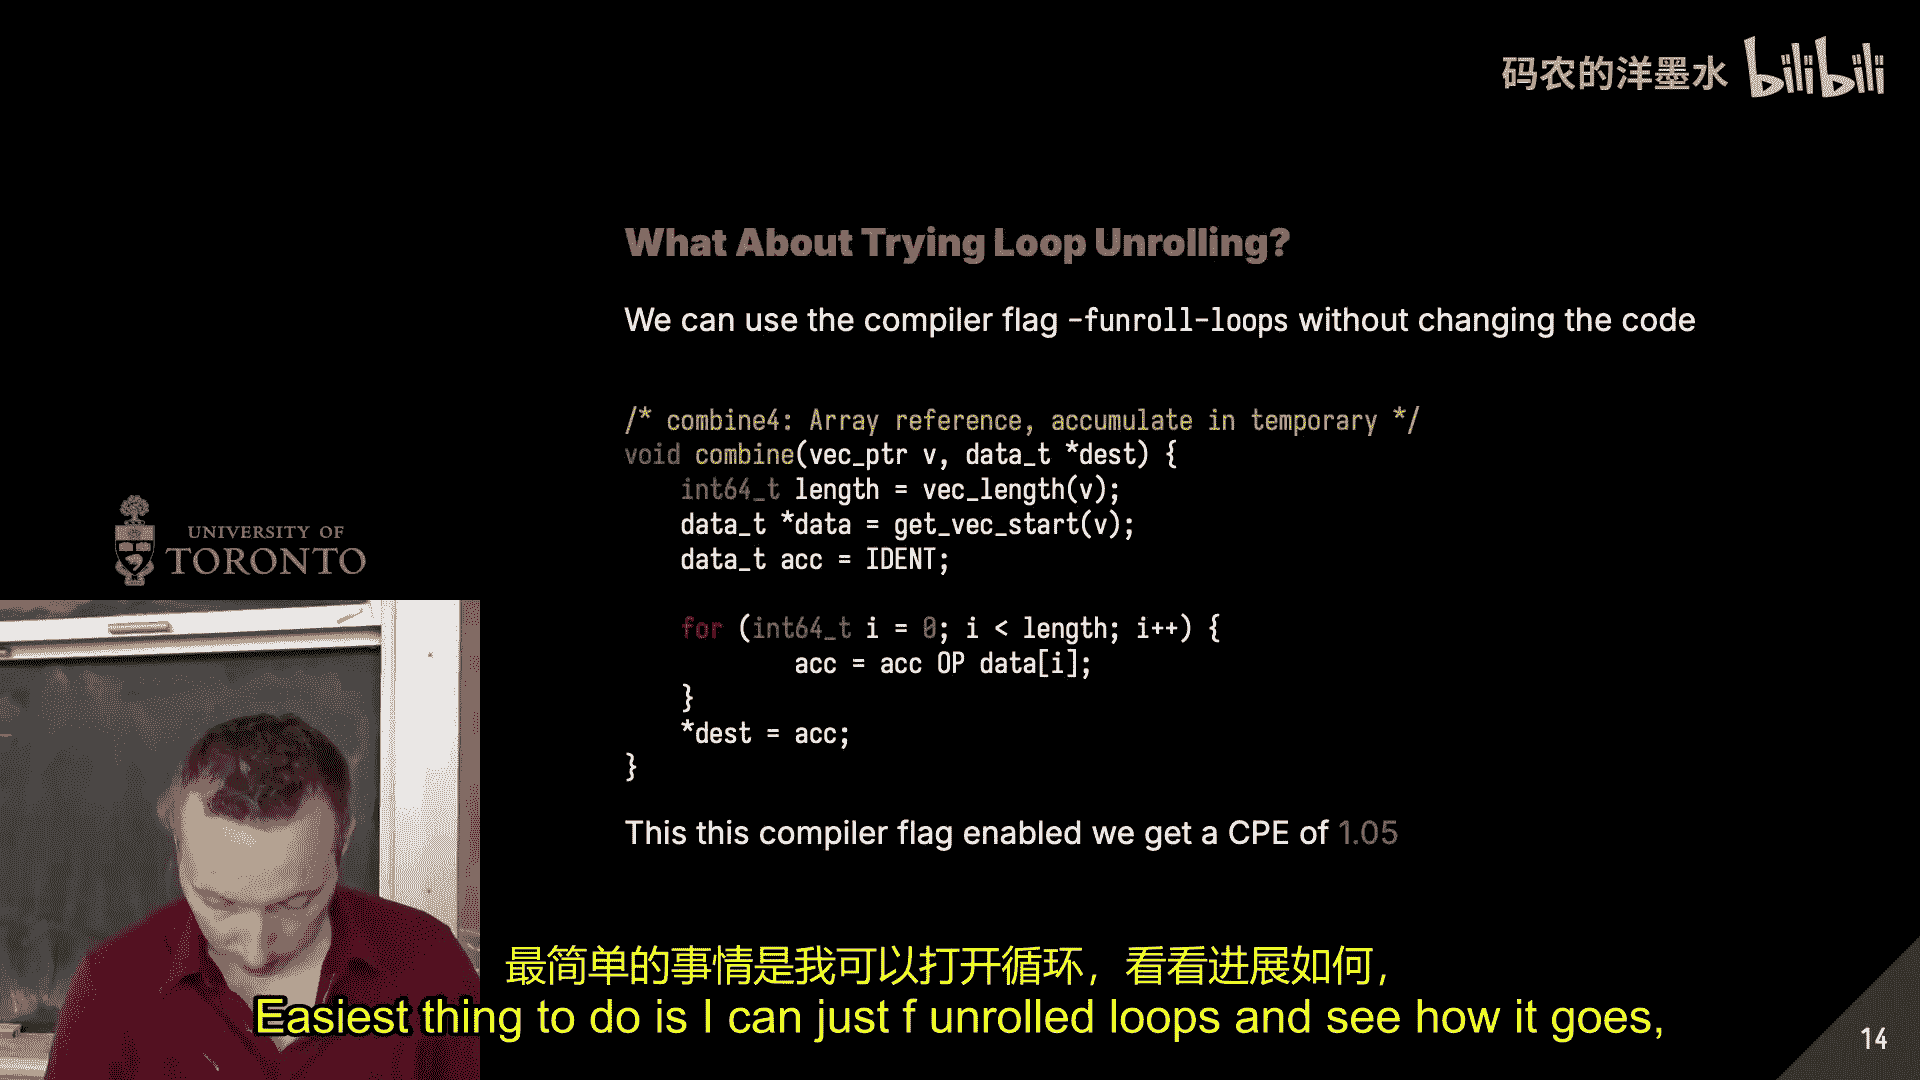 码农的洋墨水 bilibili
What About Trying Loop Unrolling?
We can use the compiler flag -funroll-loops without changing the code
/* combine4: Array reference, accumulate in temporary */
void combine(vec_ptr v, data_t *dest) {
    int64_t length = vec_length(v);
    data_t *data = get_vec_start(v);
    data_t acc = IDENT;
    for (int64_t i = 0; i < length; i++) {
        acc = acc OP data[i];
    }
    *dest = acc;
}
This this compiler flag enabled we get a CPE of 1.05
UNIVERSITY OF
TORONTO
最简单的事情是我可以打开循环，看看进展如何，
Easiest thing to do is I can just f unrolled loops and see how it goes,
14